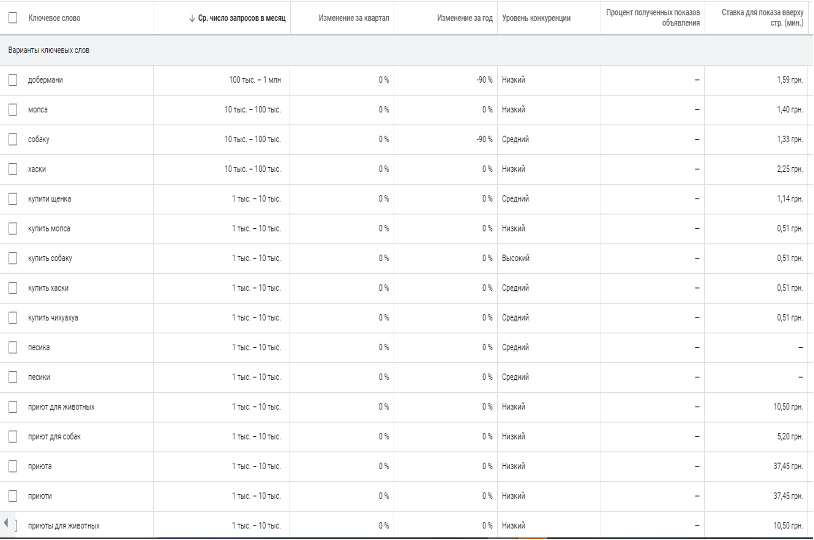 Ключевое слово ↓ Ср. число запросов в месяц Изменение за квартал Изменение за год Уровень конкуренции Процент полученных показов объявления Ставка для показа вверху стр. (мин.)
Варианты ключевых слов
добермани 100 тыс. – 1 млн 0 % -90 % Низкий – 1,59 грн.
мопса 10 тыс. – 100 тыс. 0 % 0 % Низкий – 1,40 грн.
собаку 10 тыс. – 100 тыс. 0 % -90 % Средний – 1,33 грн.
хаски 10 тыс. – 100 тыс. 0 % 0 % Низкий – 2,25 грн.
купити щенка 1 тыс. – 10 тыс. 0 % 0 % Средний – 1,14 грн.
купить мопса 1 тыс. – 10 тыс. 0 % 0 % Низкий – 0,51 грн.
купить собаку 1 тыс. – 10 тыс. 0 % 0 % Высокий – 0,51 грн.
купить хаски 1 тыс. – 10 тыс. 0 % 0 % Средний – 0,51 грн.
купить чихуахуа 1 тыс. – 10 тыс. 0 % 0 % Средний – 0,51 грн.
песика 1 тыс. – 10 тыс. 0 % 0 % Средний – –
песики 1 тыс. – 10 тыс. 0 % 0 % Средний – –
приют для животных 1 тыс. – 10 тыс. 0 % 0 % Низкий – 10,50 грн.
приют для собак 1 тыс. – 10 тыс. 0 % 0 % Низкий – 5,20 грн.
приюта 1 тыс. – 10 тыс. 0 % 0 % Низкий – 37,45 грн.
приюти 1 тыс. – 10 тыс. 0 % 0 % Низкий – 37,45 грн.
приюты для животных 1 тыс. – 10 тыс. 0 % 0 % Низкий – 10,50 грн.